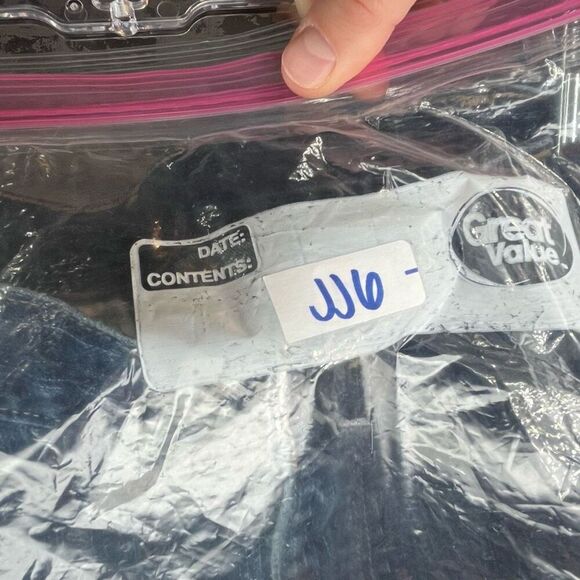 DATE:
CONTENTS:
JJ6
Great
Value